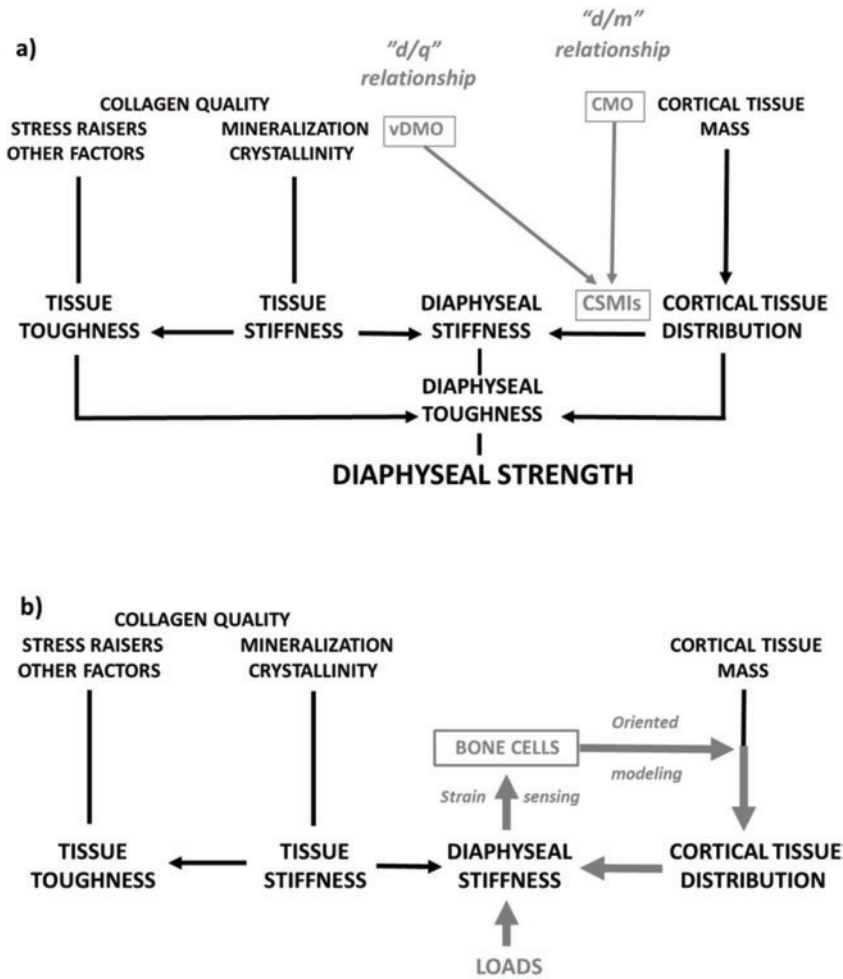 a)
"d/q"
relationship
"d/m"
relationship
COLLAGEN QUALITY
STRESS RAISERS
OTHER FACTORS
MINERALIZATION
CRYSTALLINITY
vDMO
CMO
CORTICAL TISSUE
MASS
TISSUE
TOUGHNESS
TISSUE
STIFFNESS
DIAPHYSEAL
STIFFNESS
CSMIs
CORTICAL TISSUE
DISTRIBUTION
DIAPHYSEAL
TOUGHNESS
DIAPHYSEAL STRENGTH
b)
COLLAGEN QUALITY
STRESS RAISERS
OTHER FACTORS
MINERALIZATION
CRYSTALLINITY
CORTICAL TISSUE
MASS
BONE CELLS
Oriented
modeling
Strain sensing
TISSUE
TOUGHNESS
TISSUE
STIFFNESS
DIAPHYSEAL
STIFFNESS
CORTICAL TISSUE
DISTRIBUTION
LOADS